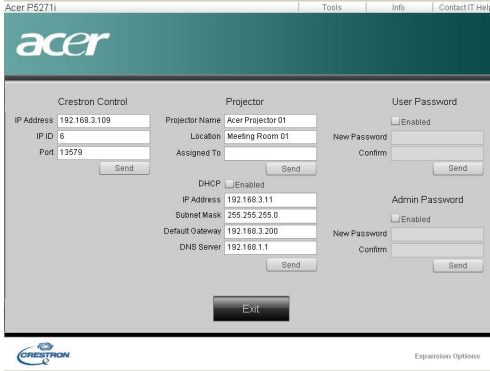 Acer P5271i
Tools Info Contact IT Help
acer
Crestron Control
IP Address 192.168.3.109
IP ID 6
Port 13579
Send
Projector
Projector Name Acer Projector 01
Location Meeting Room 01
Assigned To
Send
DHCP Enabled
IP Address 192.168.3.11
Subnet Mask 255.255.255.0
Default Gateway 192.168.3.200
DNS Server 192.168.1.1
Send
User Password
Enabled
New Password
Confirm
Send
Admin Password
Enabled
New Password
Confirm
Send
Exit
CRESTRON
Expansion Options